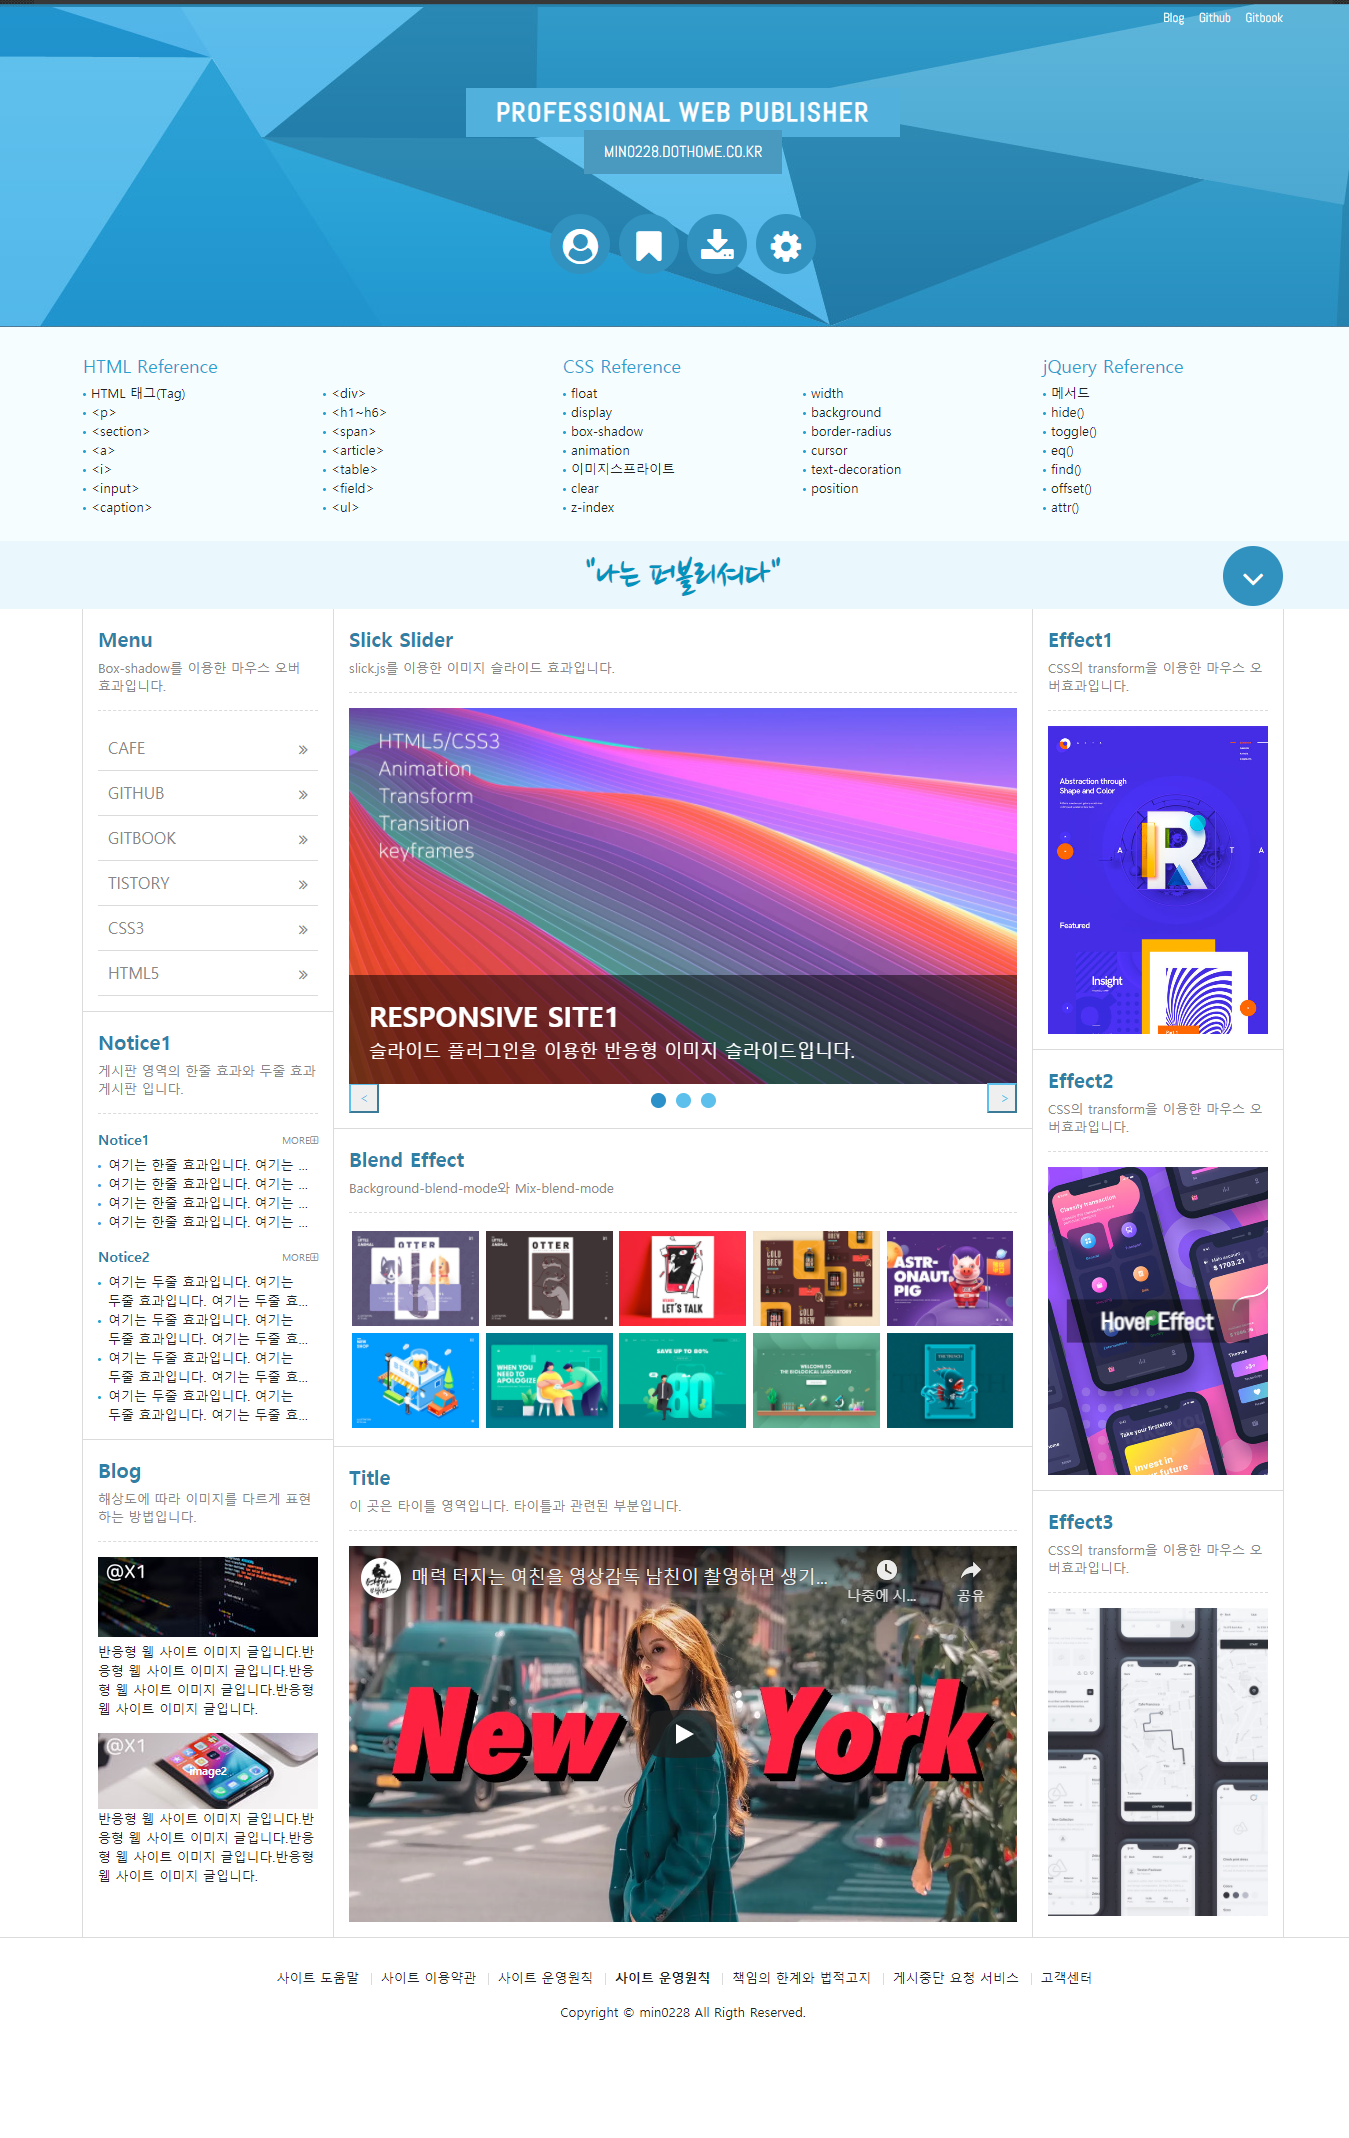 Blog Github Gitbook
PROFESSIONAL WEB PUBLISHER
MIN0228.DOTHOME.CO.KR
HTML Reference
HTML 태그(Tag)
<p>
<section>
<a>
<i>
<input>
<caption>
<div>
<h1~h6>
<span>
<article>
<table>
<field>
<ul>
CSS Reference
float
display
box-shadow
animation
이미지스프라이트
clear
z-index
width
background
border-radius
cursor
text-decoration
position
jQuery Reference
메서드
hide()
toggle()
eq()
find()
offset()
attr()
"나는 퍼블리셔다"
Menu
Box-shadow를 이용한 마우스 오버
효과입니다.
CAFE
GITHUB
GITBOOK
TISTORY
CSS3
HTML5
Notice1
게시판 영역의 한줄 효과와 두줄 효과
게시판 입니다.
Notice1 MORE
여기는 한줄 효과입니다. 여기는 ...
여기는 한줄 효과입니다. 여기는 ...
여기는 한줄 효과입니다. 여기는 ...
여기는 한줄 효과입니다. 여기는 ...
Notice2 MORE
여기는 두줄 효과입니다. 여기는
두줄 효과입니다. 여기는 두줄 효...
여기는 두줄 효과입니다. 여기는
두줄 효과입니다. 여기는 두줄 효...
여기는 두줄 효과입니다. 여기는
두줄 효과입니다. 여기는 두줄 효...
여기는 두줄 효과입니다. 여기는
두줄 효과입니다. 여기는 두줄 효...
Blog
해상도에 따라 이미지를 다르게 표현
하는 방법입니다.
@X1
반응형 웹 사이트 이미지 글입니다.반
응형 웹 사이트 이미지 글입니다.반응
형 웹 사이트 이미지 글입니다.반응형
웹 사이트 이미지 글입니다.
@X1
image2
반응형 웹 사이트 이미지 글입니다.반
응형 웹 사이트 이미지 글입니다.반응
형 웹 사이트 이미지 글입니다.반응형
웹 사이트 이미지 글입니다.
Slick Slider
slick.js를 이용한 이미지 슬라이드 효과입니다.
HTML5/CSS3
Animation
Transform
Transition
keyframes
RESPONSIVE SITE1
슬라이드 플러그인을 이용한 반응형 이미지 슬라이드입니다.
< >
Blend Effect
Background-blend-mode와 Mix-blend-mode
OTTER
OTTER
LET'S TALK
COLD
BREW
COLD
BREW
ASTR-
ONAUT
PIG
WHEN YOU
NEED TO
APOLOGIZE
SAVE UP TO 80%
80
WELCOME TO
THE BIOLOGICAL LABORATORY
Title
이 곳은 타이틀 영역입니다. 타이틀과 관련된 부분입니다.
매력 터지는 여친을 영상감독 남친이 촬영하면 생기...
나중에 시...
공유
New York
Effect1
CSS의 transform을 이용한 마우스 오
버효과입니다.
Abstraction through
Shape and Color
A R T A
Featured
Insight
Effect2
CSS의 transform을 이용한 마우스 오
버효과입니다.
Classify transaction
Main account
$ 1703.21
Hover Effect
Themes
Take your firststop
Invest in
your future
Effect3
CSS의 transform을 이용한 마우스 오
버효과입니다.
사이트 도움말 사이트 이용약관 사이트 운영원칙 사이트 운영원칙 책임의 한계와 법적고지 게시중단 요청 서비스 고객센터
Copyright © min0228 All Rigth Reserved.